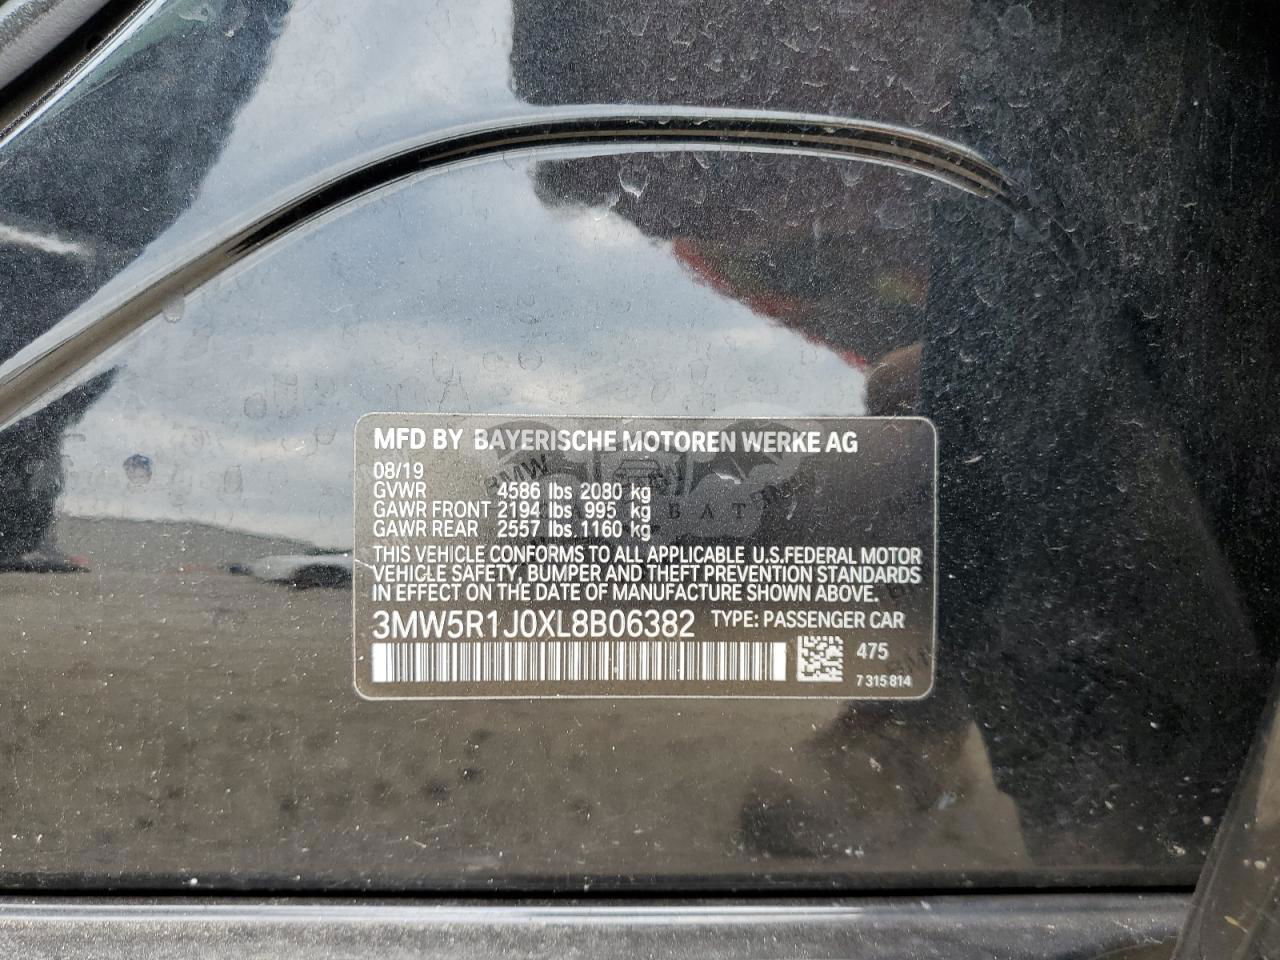 MFD BY BAYERISCHE MOTOREN WERKE AG
08/19
GVWR 4586 lbs 2080 kg
GAWR FRONT 2194 lbs 995 kg
GAWR REAR 2557 lbs 1160 kg
THIS VEHICLE CONFORMS TO ALL APPLICABLE U.S.FEDERAL MOTOR
VEHICLE SAFETY, BUMPER AND THEFT PREVENTION STANDARDS
IN EFFECT ON THE DATE OF MANUFACTURE SHOWN ABOVE.
3MW5R1J0XL8B06382 TYPE: PASSENGER CAR
475
7 315 814